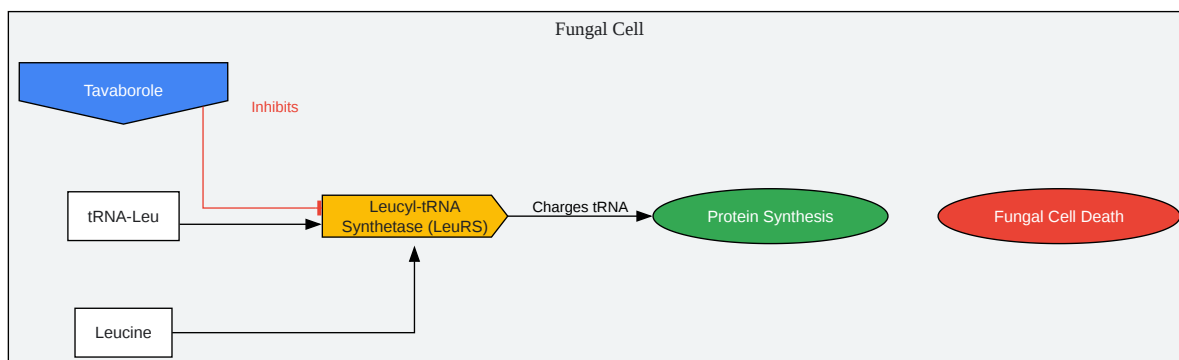 Fungal Cell
Tavaborole
Inhibits
tRNA-Leu
Leucyl-tRNA
Synthetase (LeuRS)
Charges tRNA
Protein Synthesis
Fungal Cell Death
Leucine